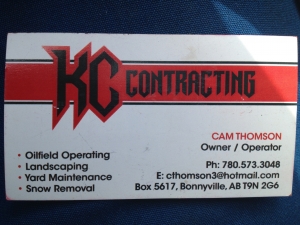 KC CONTRACTING
CAM THOMSON
Owner / Operator
• Oilfield Operating
• Landscaping
• Yard Maintenance
• Snow Removal
Ph: 780.573.3048
E: cthomson3@hotmail.com
Box 5617, Bonnyville, AB T9N 2G6